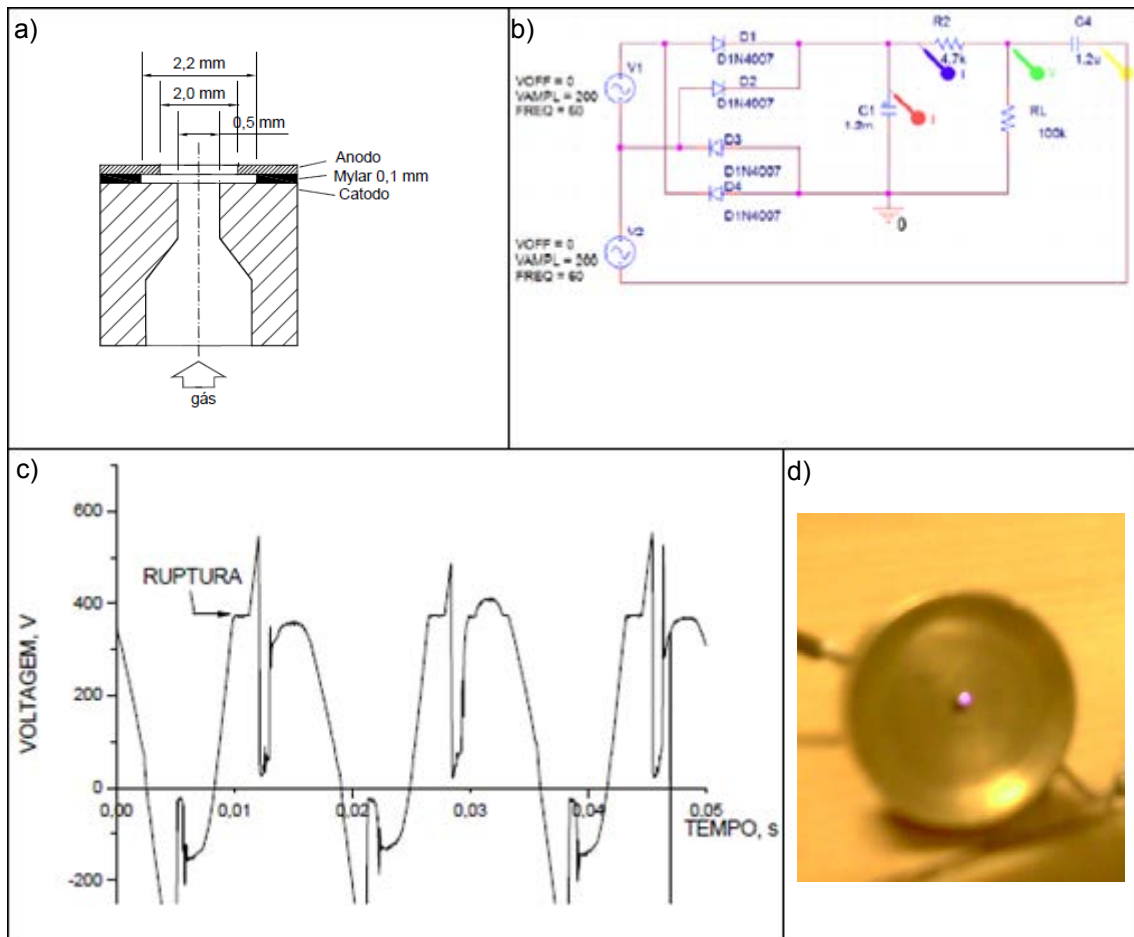 a)
2,2 mm
2,0 mm
0,5 mm
Anodo
Mylar 0,1 mm
Catodo
gás
b)
V1
VOFF = 0
VAMPL = 200
FREQ = 60
D1
D1N4007
D2
D1N4007
D3
D1N4007
D4
D1N4007
C1
I
R2
4.7k
I
V
C4
1.2u
RL
100k
0
V2
VOFF = 0
VAMPL = 200
FREQ = 60
c)
VOLTAGEM, V
600
400
200
0
-200
RUPTURA
0,00
0,01
0,02
0,03
0,04
0,05
TEMPO, s
d)